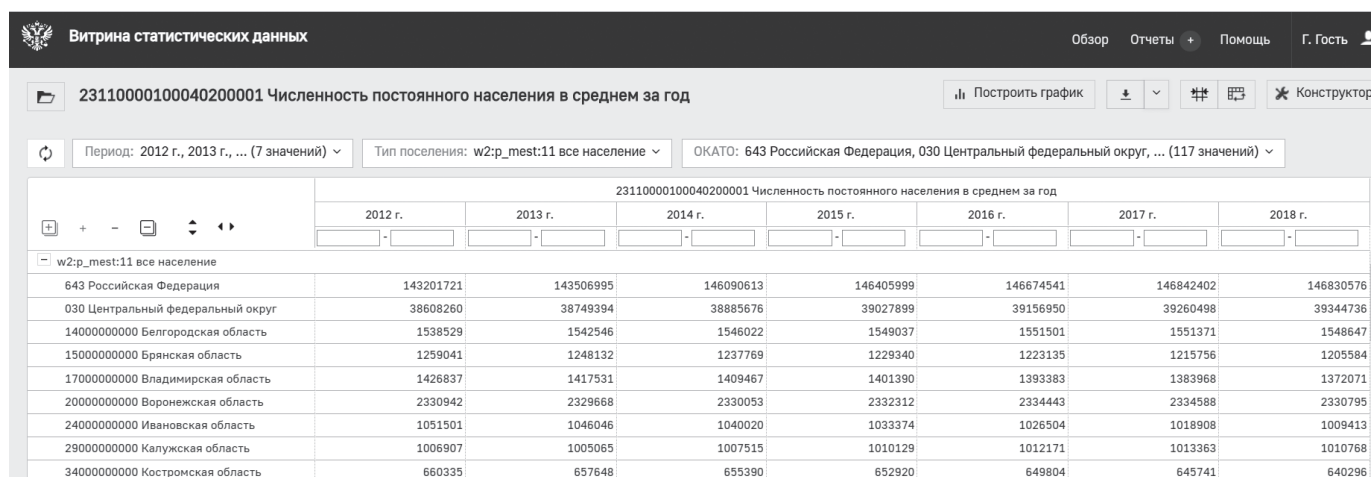 Витрина статистических данных
Обзор Отчеты + Помощь Г. Гость
23110000100040200001 Численность постоянного населения в среднем за год
Построить график
Конструктор
Период: 2012 г., 2013 г., ... (7 значений)
Тип поселения: w2:p_mest:11 все население
ОКАТО: 643 Российская Федерация, 030 Центральный федеральный округ, ... (117 значений)
23110000100040200001 Численность постоянного населения в среднем за год
2012 г. 2013 г. 2014 г. 2015 г. 2016 г. 2017 г. 2018 г.
- - - - - - -
w2:p_mest:11 все население
643 Российская Федерация 143201721 143506995 146090613 146405999 146674541 146842402 146830576
030 Центральный федеральный округ 38608260 38749394 38885676 39027899 39156950 39260498 39344736
14000000000 Белгородская область 1538529 1542546 1546022 1549037 1551501 1551371 1548647
15000000000 Брянская область 1259041 1248132 1237769 1229340 1223135 1215756 1205584
17000000000 Владимирская область 1426837 1417531 1409467 1401390 1393383 1383968 1372071
20000000000 Воронежская область 2330942 2329668 2330053 2332312 2334443 2334588 2330795
24000000000 Ивановская область 1051501 1046046 1040020 1033374 1026504 1018908 1009413
29000000000 Калужская область 1006907 1005065 1007515 1010129 1012171 1013363 1010768
34000000000 Костромская область 660335 657648 655390 652920 649804 645741 640296